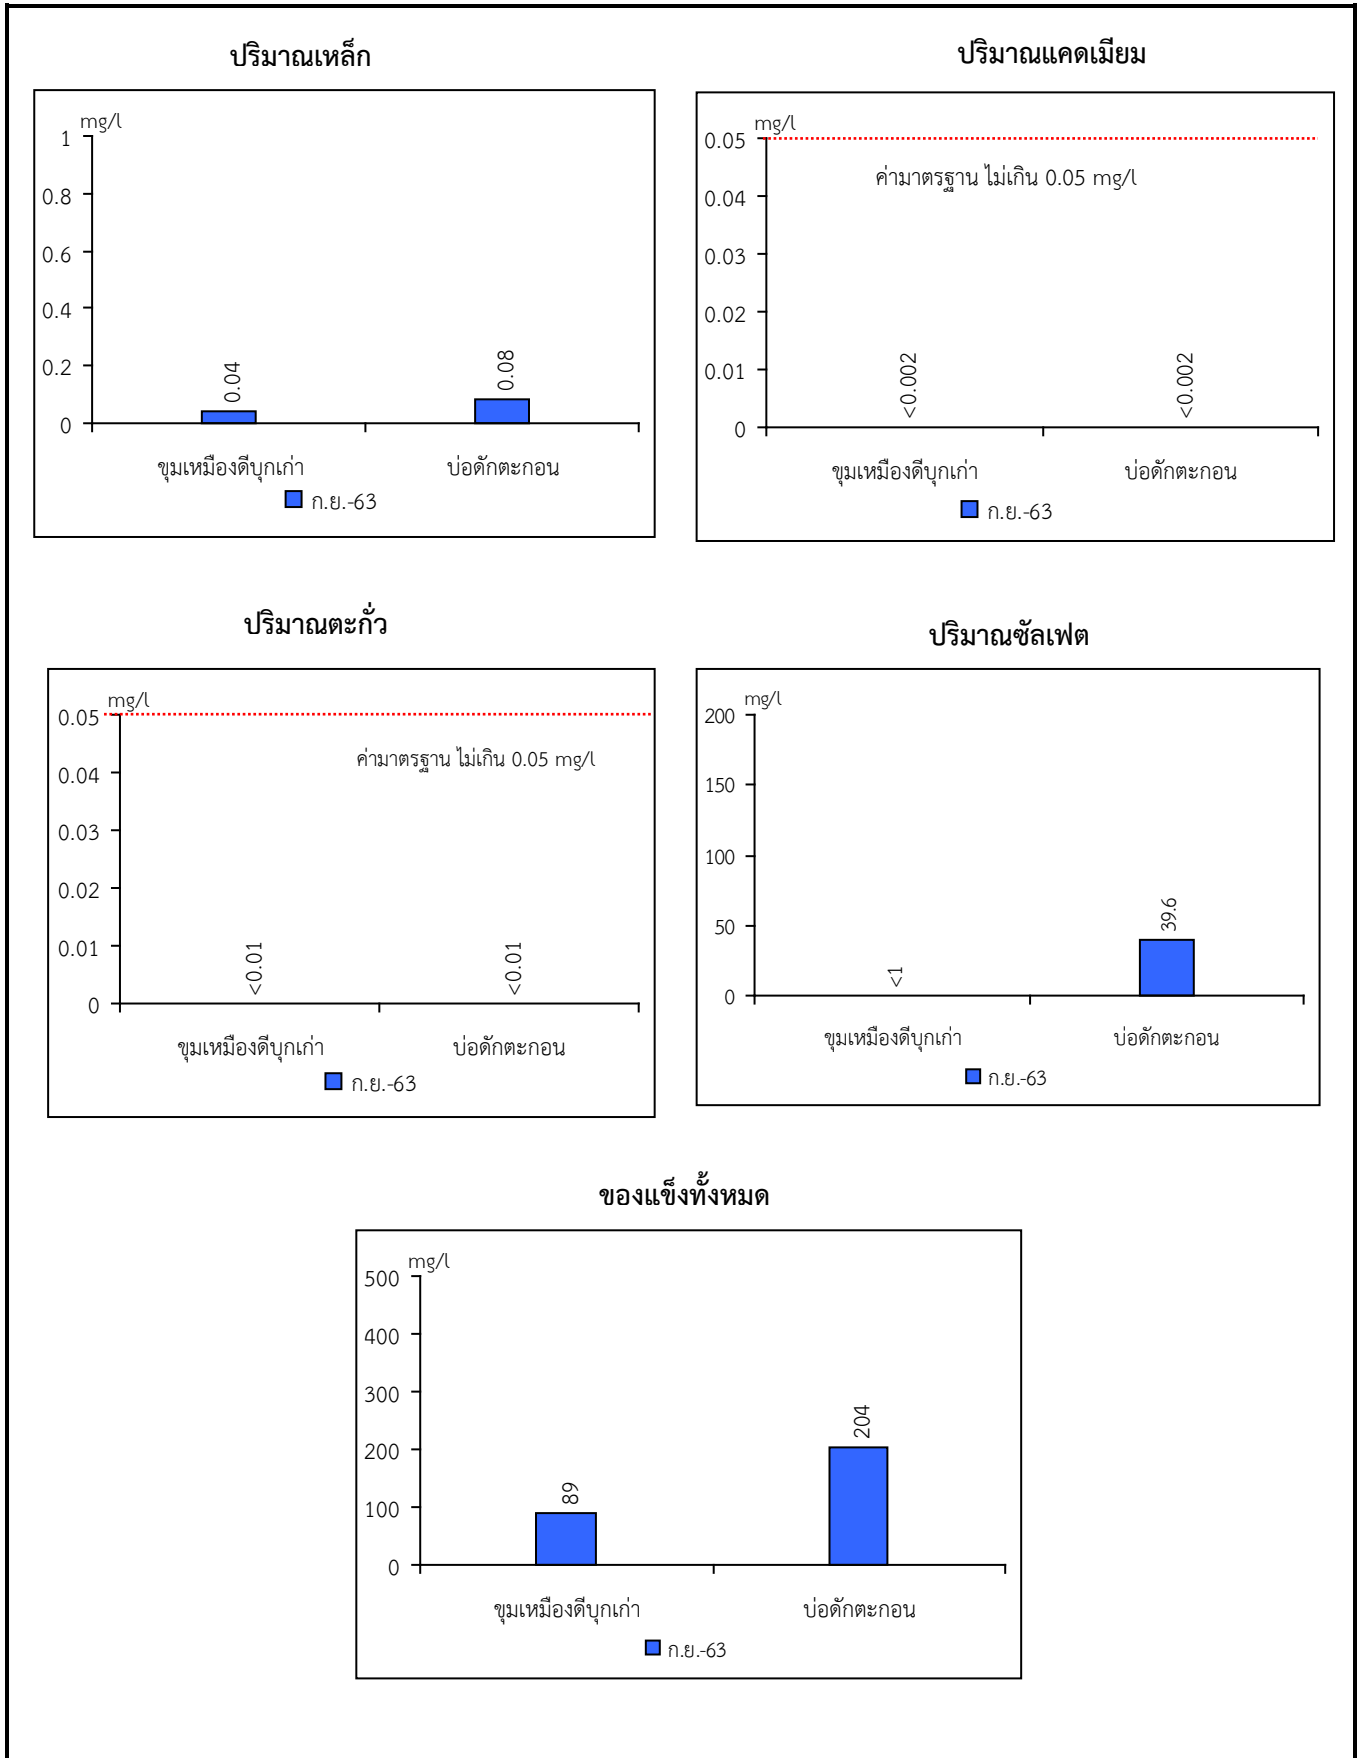 ปริมาณเหล็ก
mg/l
1
0.8
0.6
0.4
0.2
0
0.04
0.08
ขุมเหมืองดีบุกเก่า บ่อดักตะกอน
ก.ย.-63
ปริมาณแคดเมียม
mg/l
0.05
ค่ามาตรฐาน ไม่เกิน 0.05 mg/l
0.04
0.03
0.02
0.01
0
<0.002
<0.002
ขุมเหมืองดีบุกเก่า บ่อดักตะกอน
ก.ย.-63
ปริมาณตะกั่ว
mg/l
0.05
ค่ามาตรฐาน ไม่เกิน 0.05 mg/l
0.04
0.03
0.02
0.01
0
<0.01
<0.01
ขุมเหมืองดีบุกเก่า บ่อดักตะกอน
ก.ย.-63
ปริมาณซัลเฟต
mg/l
200
150
100
50
0
<1
39.6
ขุมเหมืองดีบุกเก่า บ่อดักตะกอน
ก.ย.-63
ของแข็งทั้งหมด
mg/l
500
400
300
200
100
0
89
204
ขุมเหมืองดีบุกเก่า บ่อดักตะกอน
ก.ย.-63